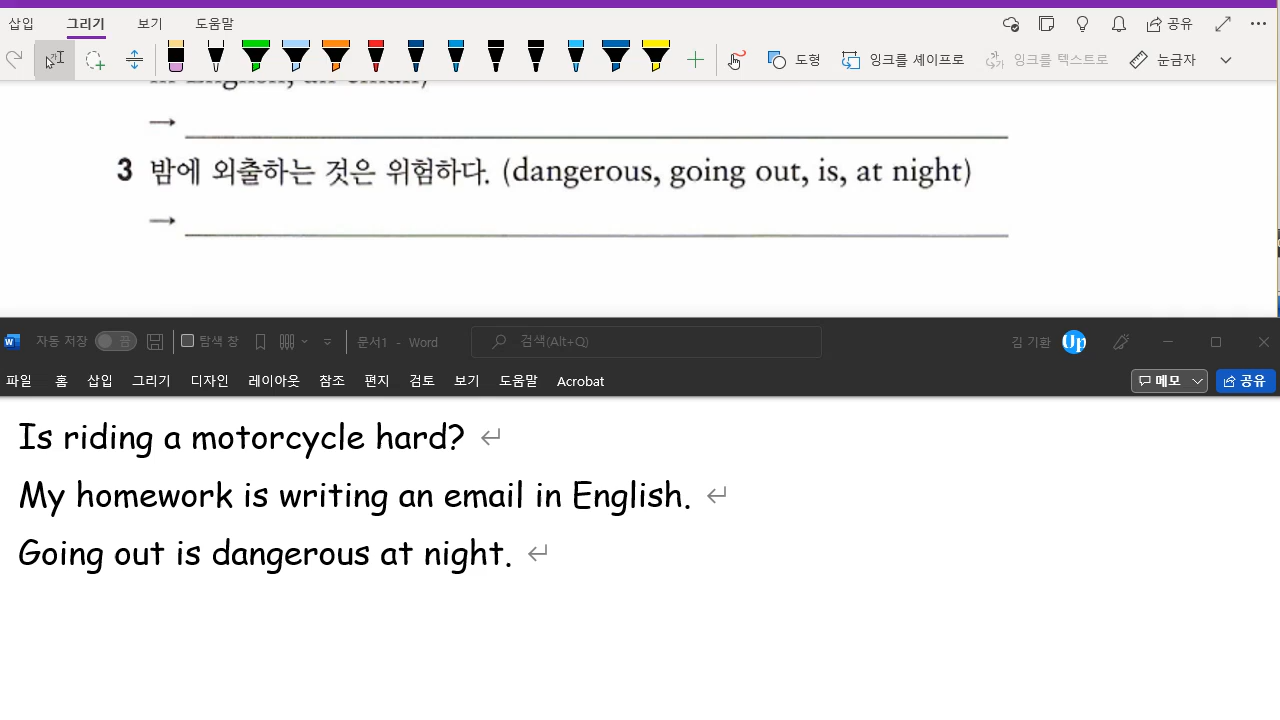 삽입 그리기 보기 도움말 공유
도형 잉크를 셰이프로 잉크를 텍스트로 눈금자
in English, an email)
→
3 밤에 외출하는 것은 위험하다. (dangerous, going out, is, at night)
→
자동 저장 끔 탐색 창 문서1 - Word 검색(Alt+Q) 김 기환 Up
파일 홈 삽입 그리기 디자인 레이아웃 참조 편지 검토 보기 도움말 Acrobat 메모 공유
Is riding a motorcycle hard?
My homework is writing an email in English.
Going out is dangerous at night.